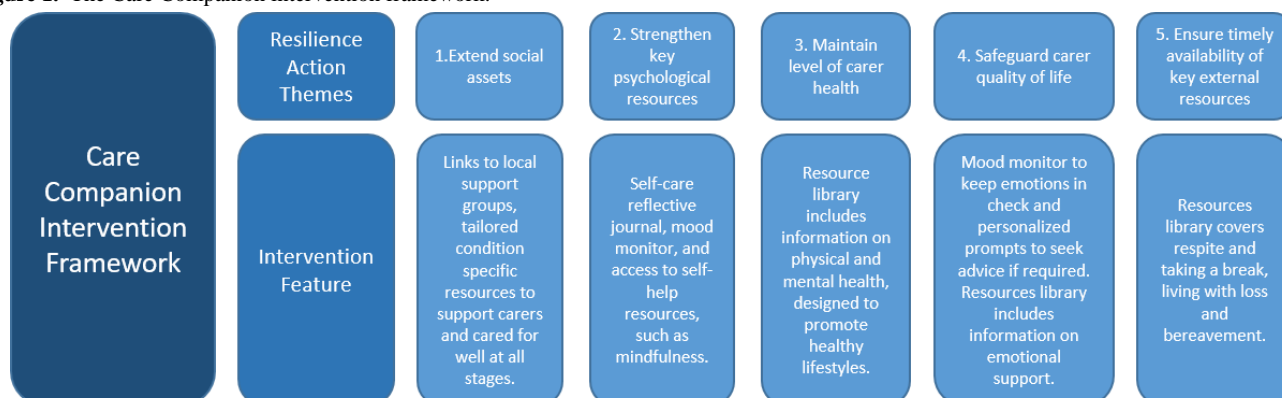 The Care Companion intervention framework.
Care
Companion
Intervention
Framework
Resilience
Action
Themes
1.Extend social
assets
2. Strengthen
key
psychological
resources
3. Maintain
level of carer
health
4. Safeguard carer
quality of life
5. Ensure timely
availability of
key external
resources
Intervention
Feature
Links to local
support
groups,
tailored
condition
specific
resources to
support carers
and cared for
well at all
stages.
Self-care
reflective
journal, mood
monitor, and
access to self-
help
resources,
such as
mindfulness.
Resource
library
includes
information on
physical and
mental health,
designed to
promote
healthy
lifestyles.
Mood monitor to
keep emotions in
check and
personalized
prompts to seek
advice if required.
Resources library
includes
information on
emotional
support.
Resources
library covers
respite and
taking a break,
living with loss
and
bereavement.